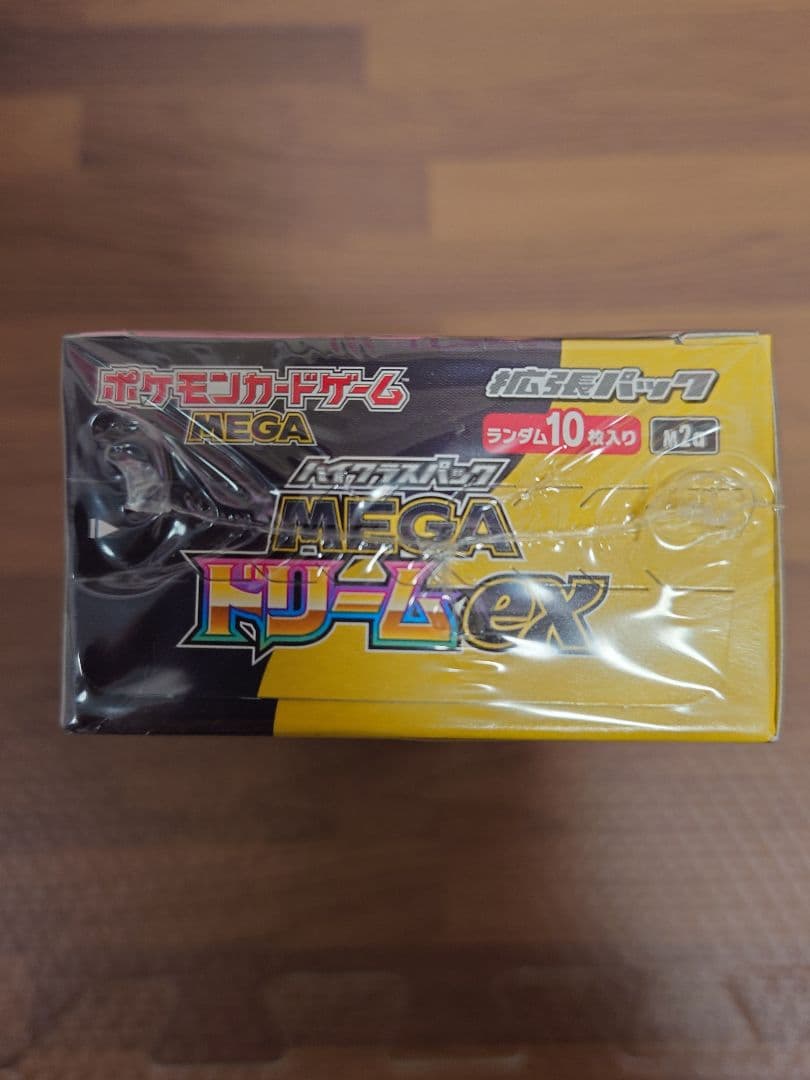 ポケモンカードゲーム
MEGA
拡張パック
ランダム10枚入り M2a
ハイクラスパック
MEGA
ドリームex